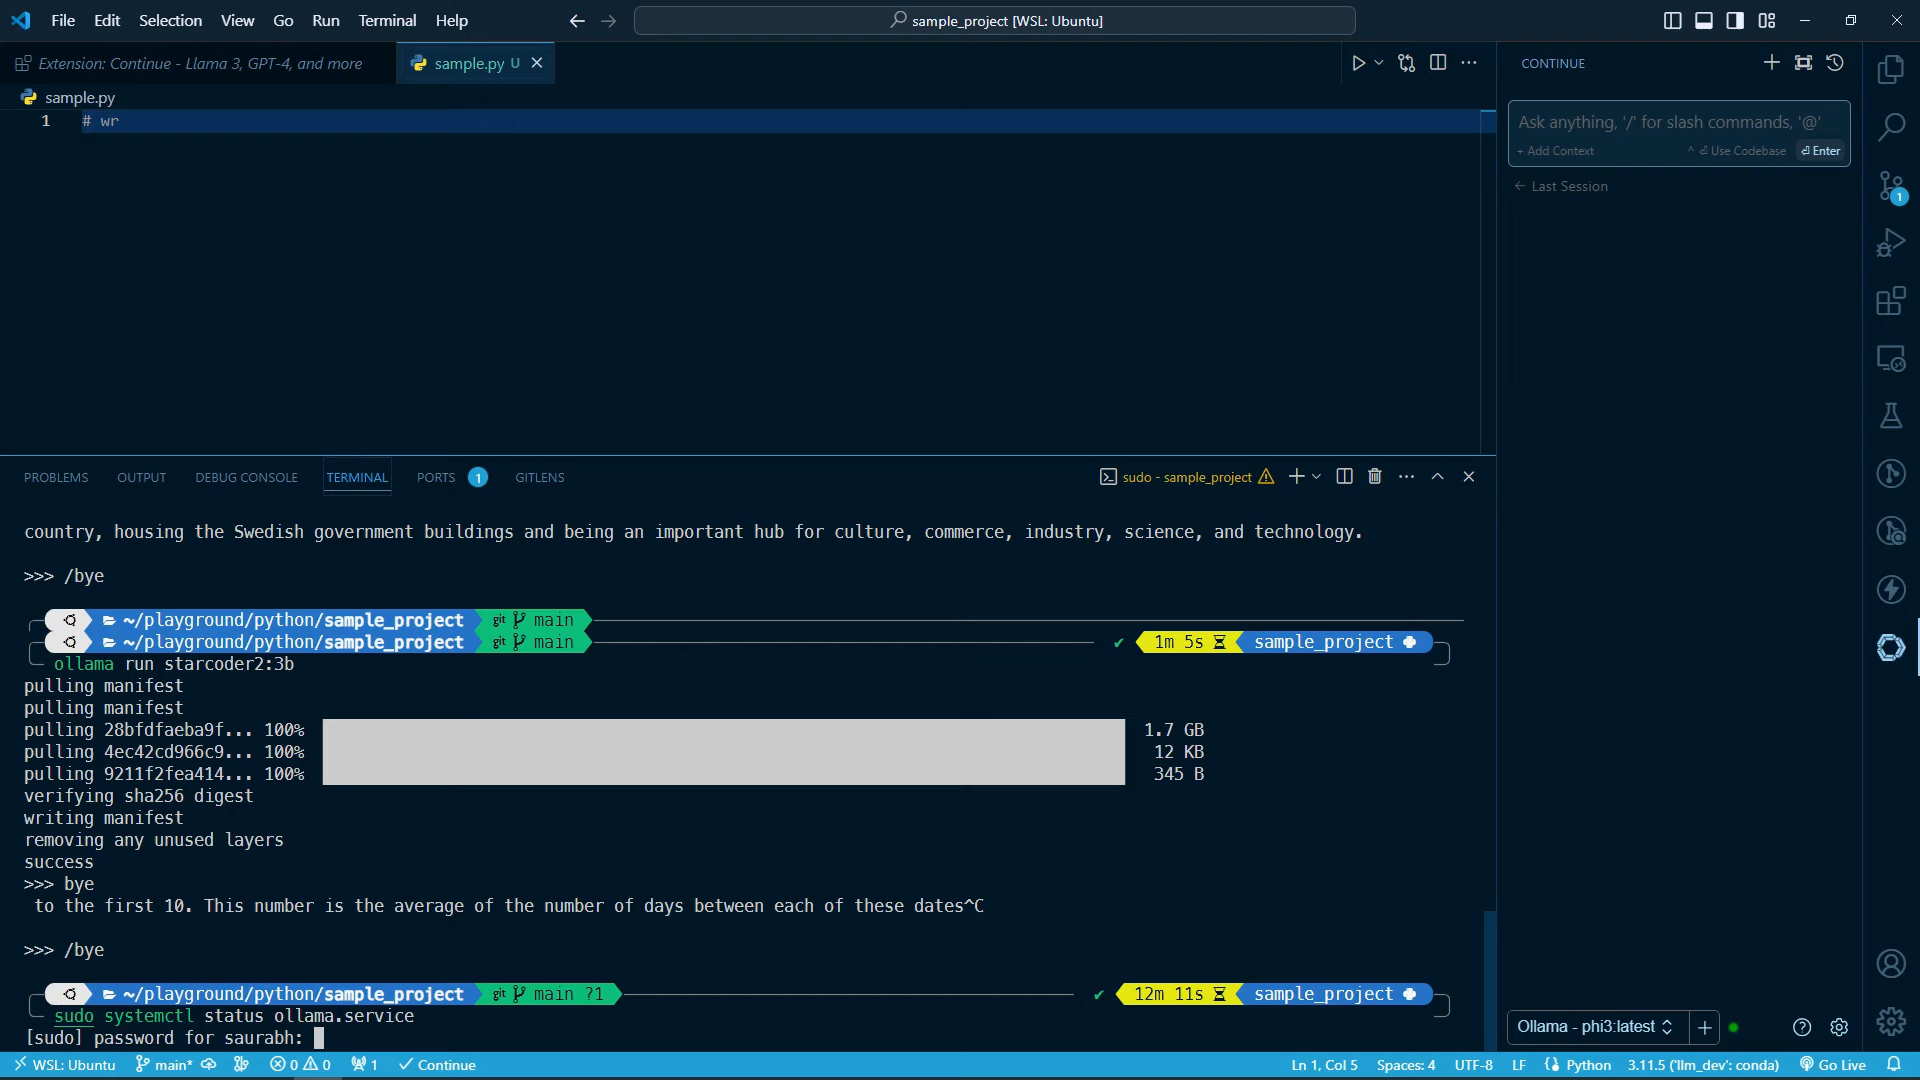 File Edit Selection View Go Run Terminal Help
sample_project [WSL: Ubuntu]
Extension: Continue - Llama 3, GPT-4, and more
sample.py U
sample.py
1 # wr
CONTINUE
Ask anything, '/' for slash commands, '@'
+ Add Context
Use Codebase
Enter
Last Session
1
PROBLEMS OUTPUT DEBUG CONSOLE TERMINAL PORTS 1 GITLENS
sudo - sample_project
country, housing the Swedish government buildings and being an important hub for culture, commerce, industry, science, and technology.
>>> /bye
~/playground/python/sample_project git main
~/playground/python/sample_project git main ✔ 1m 5s sample_project
ollama run starcoder2:3b
pulling manifest
pulling manifest
pulling 28bfdfaeba9f... 100% 1.7 GB
pulling 4ec42cd966c9... 100% 12 KB
pulling 9211f2fea414... 100% 345 B
verifying sha256 digest
writing manifest
removing any unused layers
success
>>> bye
to the first 10. This number is the average of the number of days between each of these dates^C
>>> /bye
~/playground/python/sample_project git main ?1 ✔ 12m 11s sample_project
sudo systemctl status ollama.service
[sudo] password for saurabh:
Ollama - phi3:latest
WSL: Ubuntu main* 0 0 1 Continue
Ln 1, Col 5 Spaces: 4 UTF-8 LF Python 3.11.5 ('llm_dev': conda) Go Live